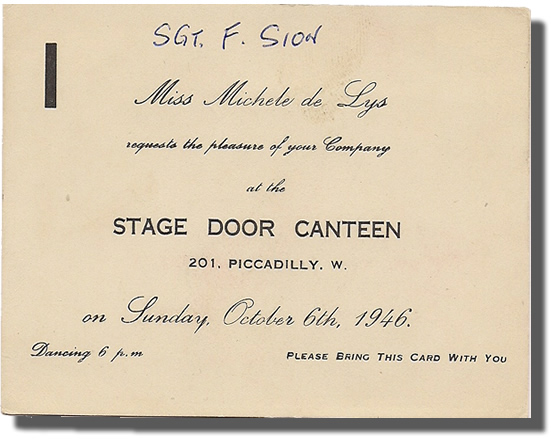 SGT. F. SION
Miss Michele de Lys
requests the pleasure of your Company
at the
STAGE DOOR CANTEEN
201, PICCADILLY, W.
on Sunday, October 6th, 1946.
Dancing 6 p.m
PLEASE BRING THIS CARD WITH YOU